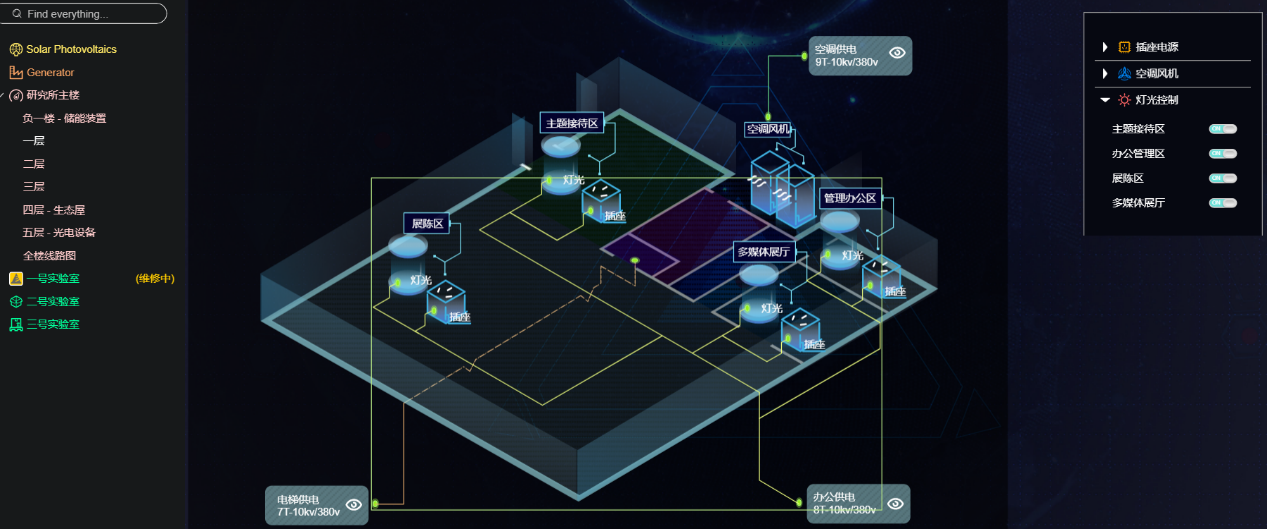 Find everything...
Solar Photovoltaics
Generator
研究所主楼
负一楼 - 储能装置
一层
二层
三层
四层 - 生态屋
五层 - 光电设备
全楼线路图
一号实验室 (维修中)
二号实验室
三号实验室
空调供电
9T-10kv/380v
主题接待区
灯光
插座
空调风机
管理办公区
灯光
插座
展陈区
灯光
插座
多媒体展厅
灯光
插座
电梯供电
7T-10kv/380v
办公供电
8T-10kv/380v
插座电源
空调风机
灯光控制
主题接待区 ON
办公管理区 ON
展陈区 ON
多媒体展厅 ON